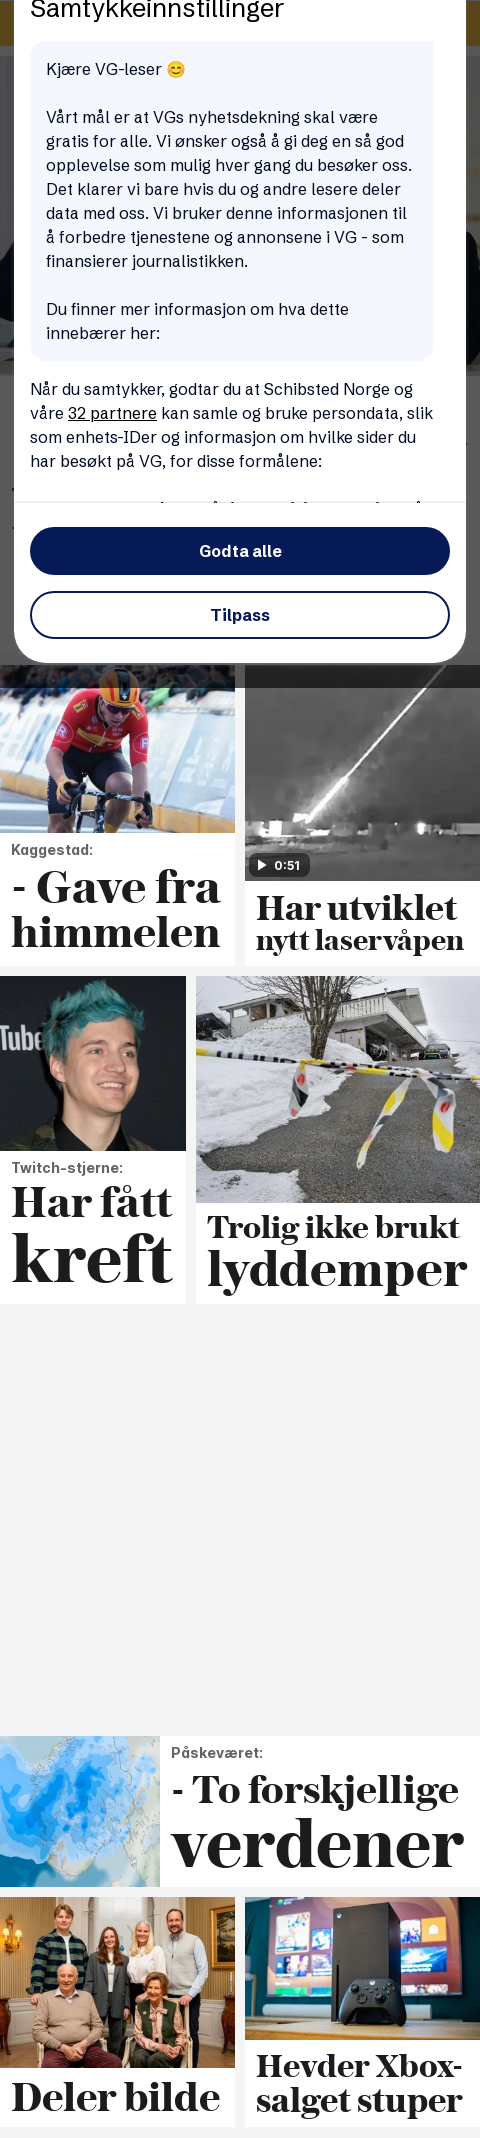 Samtykkeinnstillinger
Kjære VG-leser 😊
Vårt mål er at VGs nyhetsdekning skal være
gratis for alle. Vi ønsker også å gi deg en så god
opplevelse som mulig hver gang du besøker oss.
Det klarer vi bare hvis du og andre lesere deler
data med oss. Vi bruker denne informasjonen til
å forbedre tjenestene og annonsene i VG - som
finansierer journalistikken.
Du finner mer informasjon om hva dette
innebærer her:
Når du samtykker, godtar du at Schibsted Norge og
våre 32 partnere kan samle og bruke persondata, slik
som enhets-IDer og informasjon om hvilke sider du
har besøkt på VG, for disse formålene:
Godta alle
Tilpass
Kaggestad:
- Gave fra
himmelen
0:51
Har utviklet
nytt laservåpen
Tube
Twitch-stjerne:
Har fått
kreft
Trolig ikke brukt
lyddemper
Påskeværet:
- To forskjellige
verdener
Deler bilde
Hevder Xbox-
salget stuper